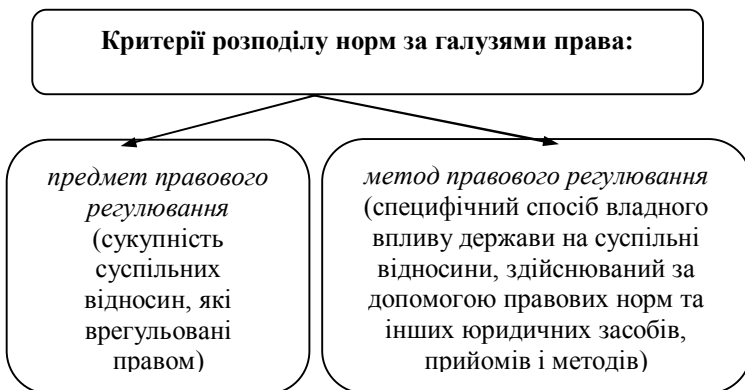 Критерії розподілу норм за галузями права:
предмет правового
регулювання
(сукупність
суспільних
відносин, які
врегульовані
правом)
метод правового регулювання
(специфічний спосіб владного
впливу держави на суспільні
відносини, здійснюваний за
допомогою правових норм та
інших юридичних засобів,
прийомів і методів)